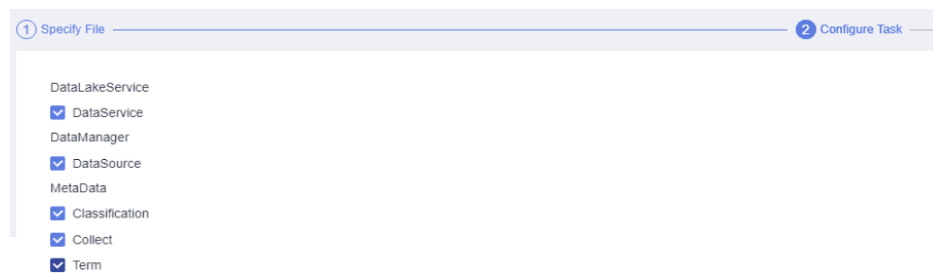 1 Specify File 2 Configure Task
DataLakeService
DataService
DataManager
DataSource
MetaData
Classification
Collect
Term